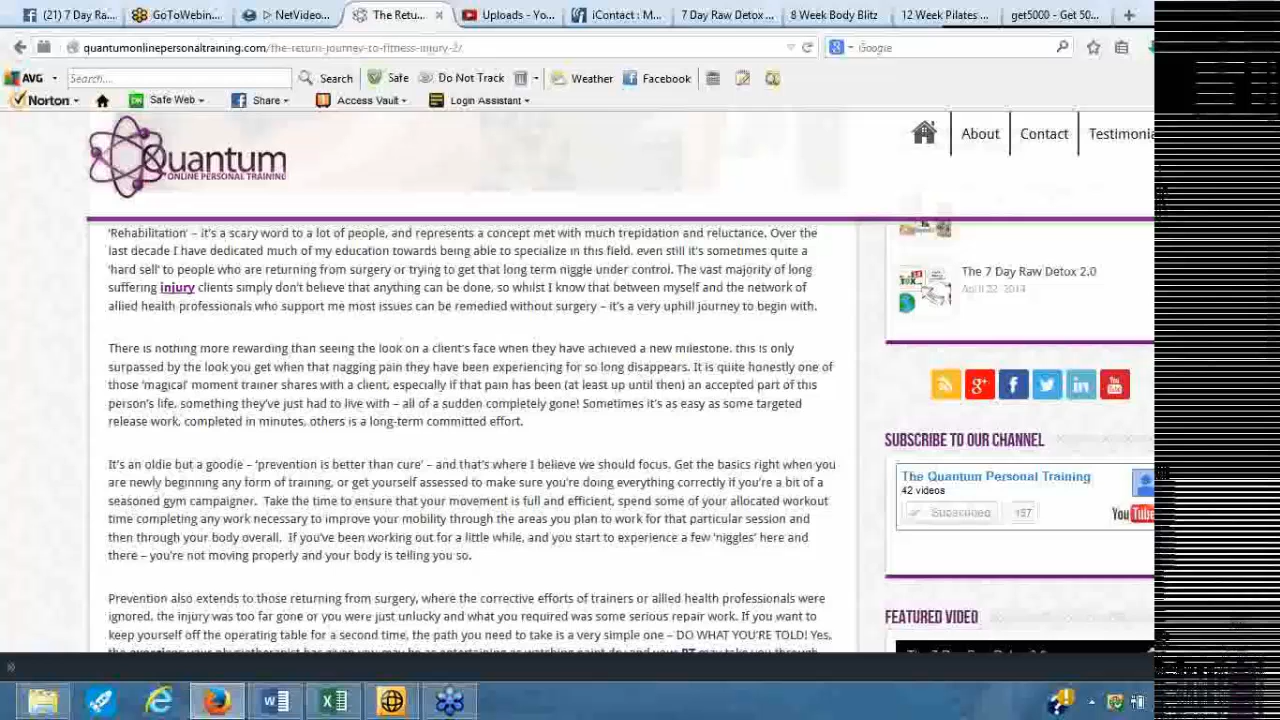 (21) 7 Day Ra...
GoToWebin...
NetVideo...
The Retu...
Uploads - Yo...
iContact : M...
7 Day Raw Detox ...
8 Week Body Blitz
12 Week Pilates ...
get5000 - Get 50...
quantumonlinepersonaltraining.com/the-return-journey-to-fitness-injury
Google
AVG
Search...
Search
Safe
Do Not Track
Weather
Facebook
Norton
Safe Web
Share
Access Vault
Login Assistant
Quantum
ONLINE PERSONAL TRAINING
About
Contact
Testimonia
'Rehabilitation' – it's a scary world to a lot of people, and represents a concept met with much trepidation and reluctance. Over the
last decade I have dedicated much of my education towards being able to specialize in this field, even still it's sometimes quite a
'hard sell' to people who are returning from surgery or trying to get that long term niggle under control. The vast majority of long
suffering injury clients simply don't believe that anything can be done, so whilst I know that between myself and the network of
allied health professionals who support me most issues can be remedied without surgery – it's a very uphill journey to begin with.
There is nothing more rewarding than seeing the look on a client's face when they have achieved a new milestone, this is only
surpassed by the look you get when that nagging pain they have been experiencing for so long disappears. It is quite honestly one of
those 'magical' moment trainer shares with a client, especially if that pain has been (at least up until then) an accepted part of this
person's life, something they've just had to live with – all of a sudden completely gone! Sometimes it's as easy as some targeted
release work, completed in minutes, others is a long-term committed effort.
It's an oldie but a goodie – 'prevention is better than cure' – and that's where I believe we should focus. Get the basics right when you
are newly beginning any form training, or get yourself assessed to make sure you're doing everything correctly if you're a bit of a
seasoned gym campaigner. Take the time to ensure that your movement is full and efficient, spend some of your allocated workout
time completing any work necessary to improve your mobility through the areas you plan to work for that particular session and
then through your body overall. If you've been working out for a little while, and you start to experience a few 'niggles' here and
there – you're not moving properly and your body is telling you so.
Prevention also extends to those returning from surgery, where the corrective efforts of trainers or allied health professionals were
ignored, the injury was too far gone or you were just unlucky and what you required was some serious repair work. If you want to
keep yourself off the operating table for a second time, the path you need to take is a very simple one – DO WHAT YOU'RE TOLD! Yes,
The 7 Day Raw Detox 2.0
April 22, 2014
SUBSCRIBE TO OUR CHANNEL
The Quantum Personal Training
42 videos
Subscribed
157
YouTube
FEATURED VIDEO